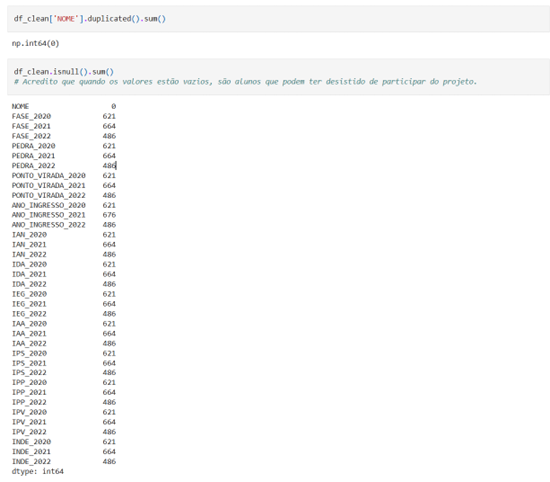 df_clean['NOME'].duplicated().sum()
np.int64(0)
df_clean.isnull().sum()
# Acredito que quando os valores estão vazios, são alunos que podem ter desistido de participar do projeto.
NOME 0
FASE_2020 621
FASE_2021 664
FASE_2022 486
PEDRA_2020 621
PEDRA_2021 664
PEDRA_2022 486
PONTO_VIRADA_2020 621
PONTO_VIRADA_2021 664
PONTO_VIRADA_2022 486
ANO_INGRESSO_2020 621
ANO_INGRESSO_2021 676
ANO_INGRESSO_2022 486
IAN_2020 621
IAN_2021 664
IAN_2022 486
IDA_2020 621
IDA_2021 664
IDA_2022 486
IEG_2020 621
IEG_2021 664
IEG_2022 486
IAA_2020 621
IAA_2021 664
IAA_2022 486
IPS_2020 621
IPS_2021 664
IPS_2022 486
IPP_2020 621
IPP_2021 664
IPP_2022 486
IPV_2020 621
IPV_2021 664
IPV_2022 486
INDE_2020 621
INDE_2021 664
INDE_2022 486
dtype: int64